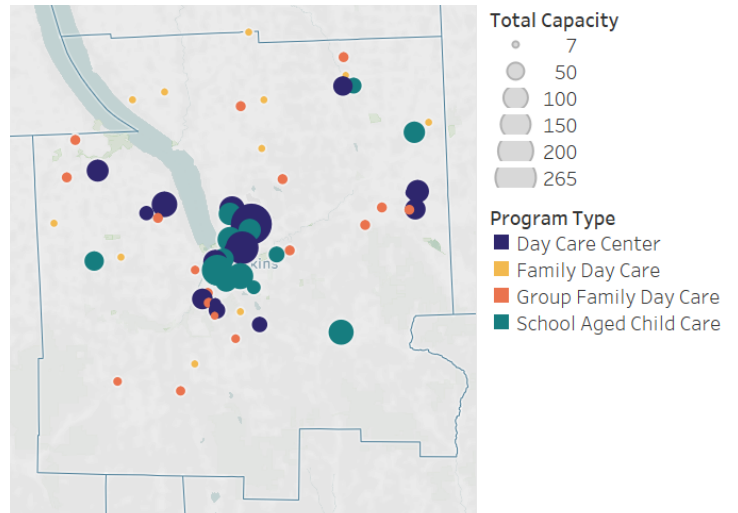 Total Capacity
7
50
100
150
200
265
Program Type
Day Care Center
Family Day Care
Group Family Day Care
School Aged Child Care